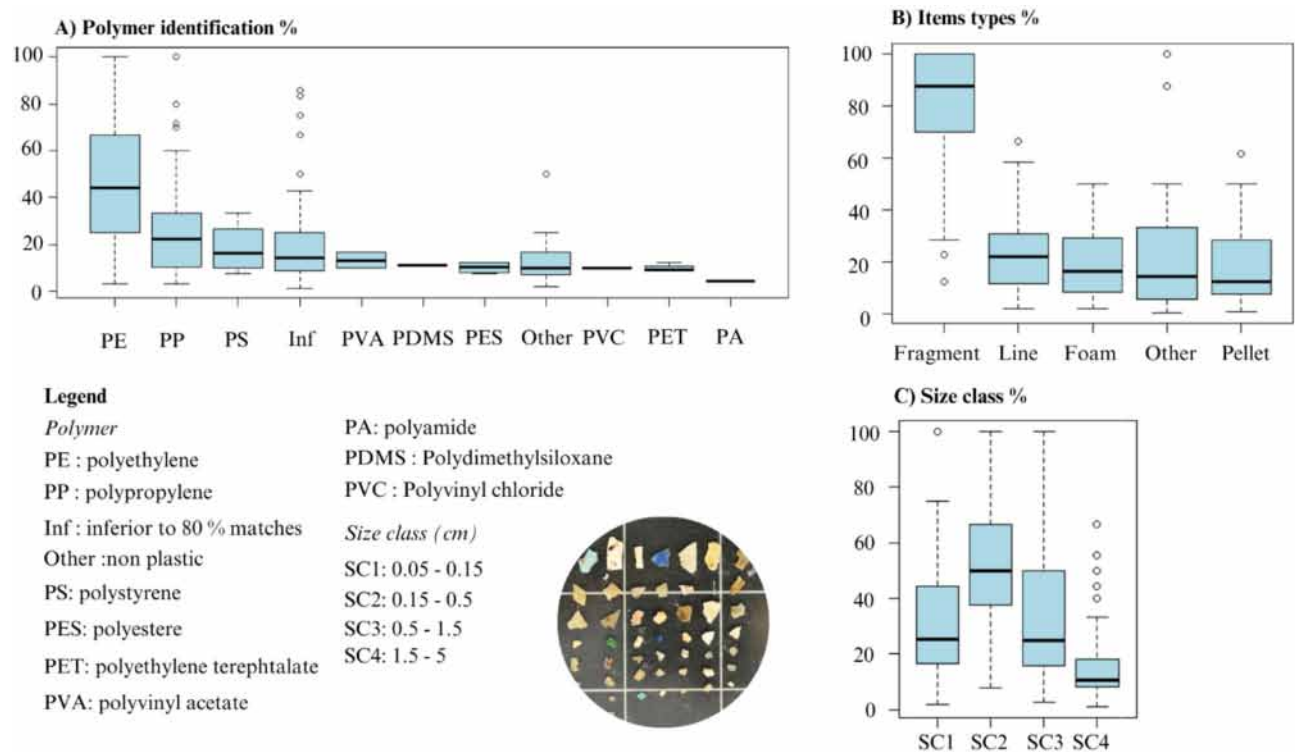 A) Polymer identification %
100
80
60
40
20
0
PE PP PS Inf PVA PDMS PES Other PVC PET PA
B) Items types %
100
80
60
40
20
0
Fragment Line Foam Other Pellet
Legend
Polymer
PE : polyethylene
PP : polypropylene
Inf : inferior to 80 % matches
Other :non plastic
PS: polystyrene
PES: polyestere
PET: polyethylene terephtalate
PVA: polyvinyl acetate
PA: polyamide
PDMS : Polydimethylsiloxane
PVC : Polyvinyl chloride
Size class (cm)
SC1: 0.05 - 0.15
SC2: 0.15 - 0.5
SC3: 0.5 - 1.5
SC4: 1.5 - 5
C) Size class %
100
80
60
40
20
0
SC1 SC2 SC3 SC4